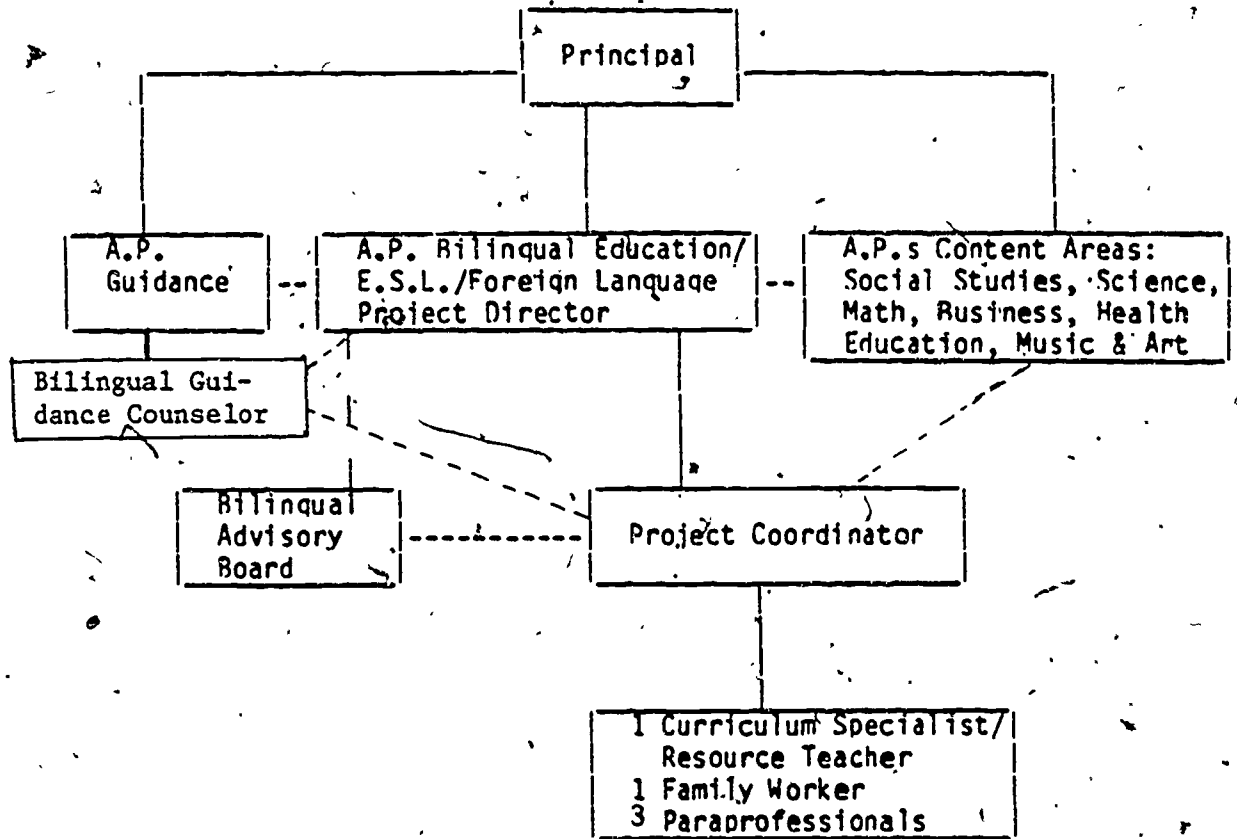 Principal
A.P.
Guidance
A.P. Bilingual Education/
E.S.L./Foreign Language
Project Director
A.P.s Content Areas:
Social Studies, Science,
Math, Business, Health
Education, Music & Art
Bilingual Gui-
dance Counselor
Bilingual
Advisory
Board
Project Coordinator
1 Curriculum Specialist/
Resource Teacher
1 Family Worker
3 Paraprofessionals